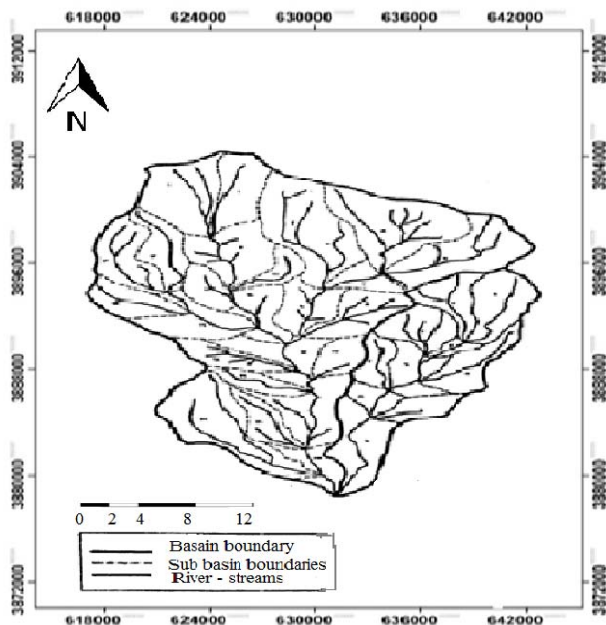 618000 624000 630000 636000 642000
3912000 3912000
N
3904000 3904000
3896000 3896000
3888000 3888000
3880000 3880000
0 2 4 8 12
Basain boundary
Sub basin boundaries
River - streams
3872000 3872000
618000 624000 630000 636000 642000